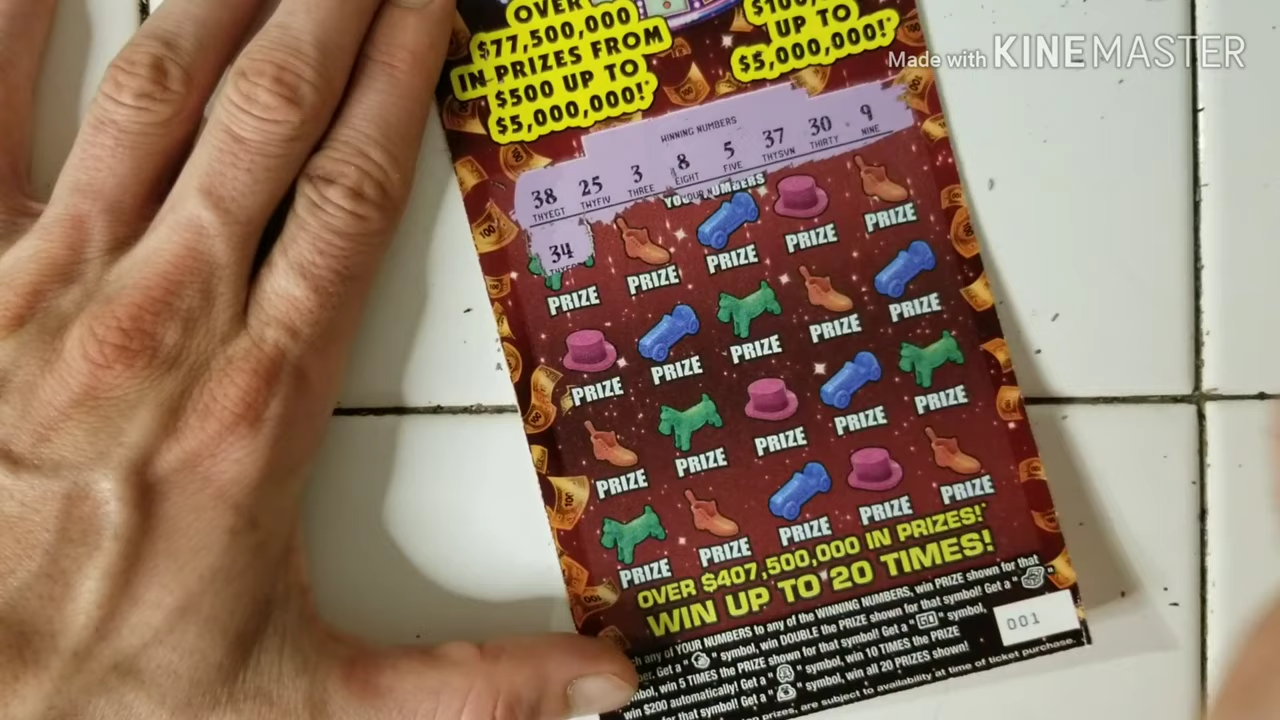 OVER
$77,500,000
IN PRIZES FROM
$500 UP TO
$5,000,000!
UP TO
$5,000,000!
Made with KINEMASTER
WINNING NUMBERS
38 25 3 8 5 37 30 9
THYEGT THYFIV THREE EIGHT FIVE THYSVN THIRTY NINE
YOUR NUMBERS
34
PRIZE PRIZE PRIZE PRIZE PRIZE
PRIZE PRIZE PRIZE PRIZE PRIZE
PRIZE PRIZE PRIZE PRIZE PRIZE
PRIZE PRIZE PRIZE PRIZE PRIZE
OVER $407,500,000 IN PRIZES!
WIN UP TO 20 TIMES!
any of YOUR NUMBERS to any of the WINNING NUMBERS, win PRIZE shown for that
Get a " " symbol, win DOUBLE the PRIZE shown for that symbol! Get a " "
win 5 TIMES the PRIZE shown for that symbol! Get a "GO" symbol,
win $200 automatically! Get a " " symbol, win 10 TIMES the PRIZE
for that symbol! Get a " " symbol, win all 20 PRIZES shown!
prizes, are subject to availability at time of ticket purchase.
001